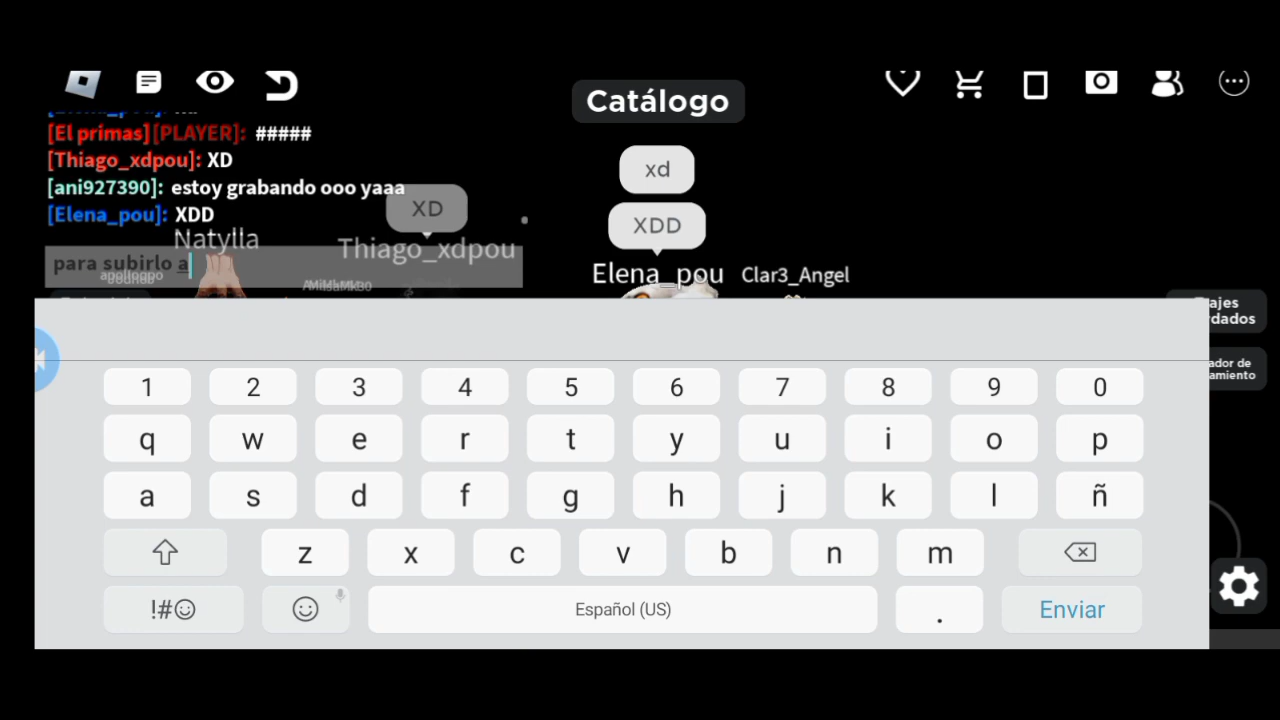 Catálogo
[El primas][PLAYER]: #####
[Thiago_xdpou]: XD
[ani927390]: estoy grabando ooo yaaa
[Elena_pou]: XDD
xd
XD
XDD
Natylla
Thiago_xdpou
Elena_pou
Clar3_Angel
para subirlo a
1 2 3 4 5 6 7 8 9 0
q w e r t y u i o p
a s d f g h j k l ñ
z x c v b n m
!#☺
Español (US)
.
Enviar